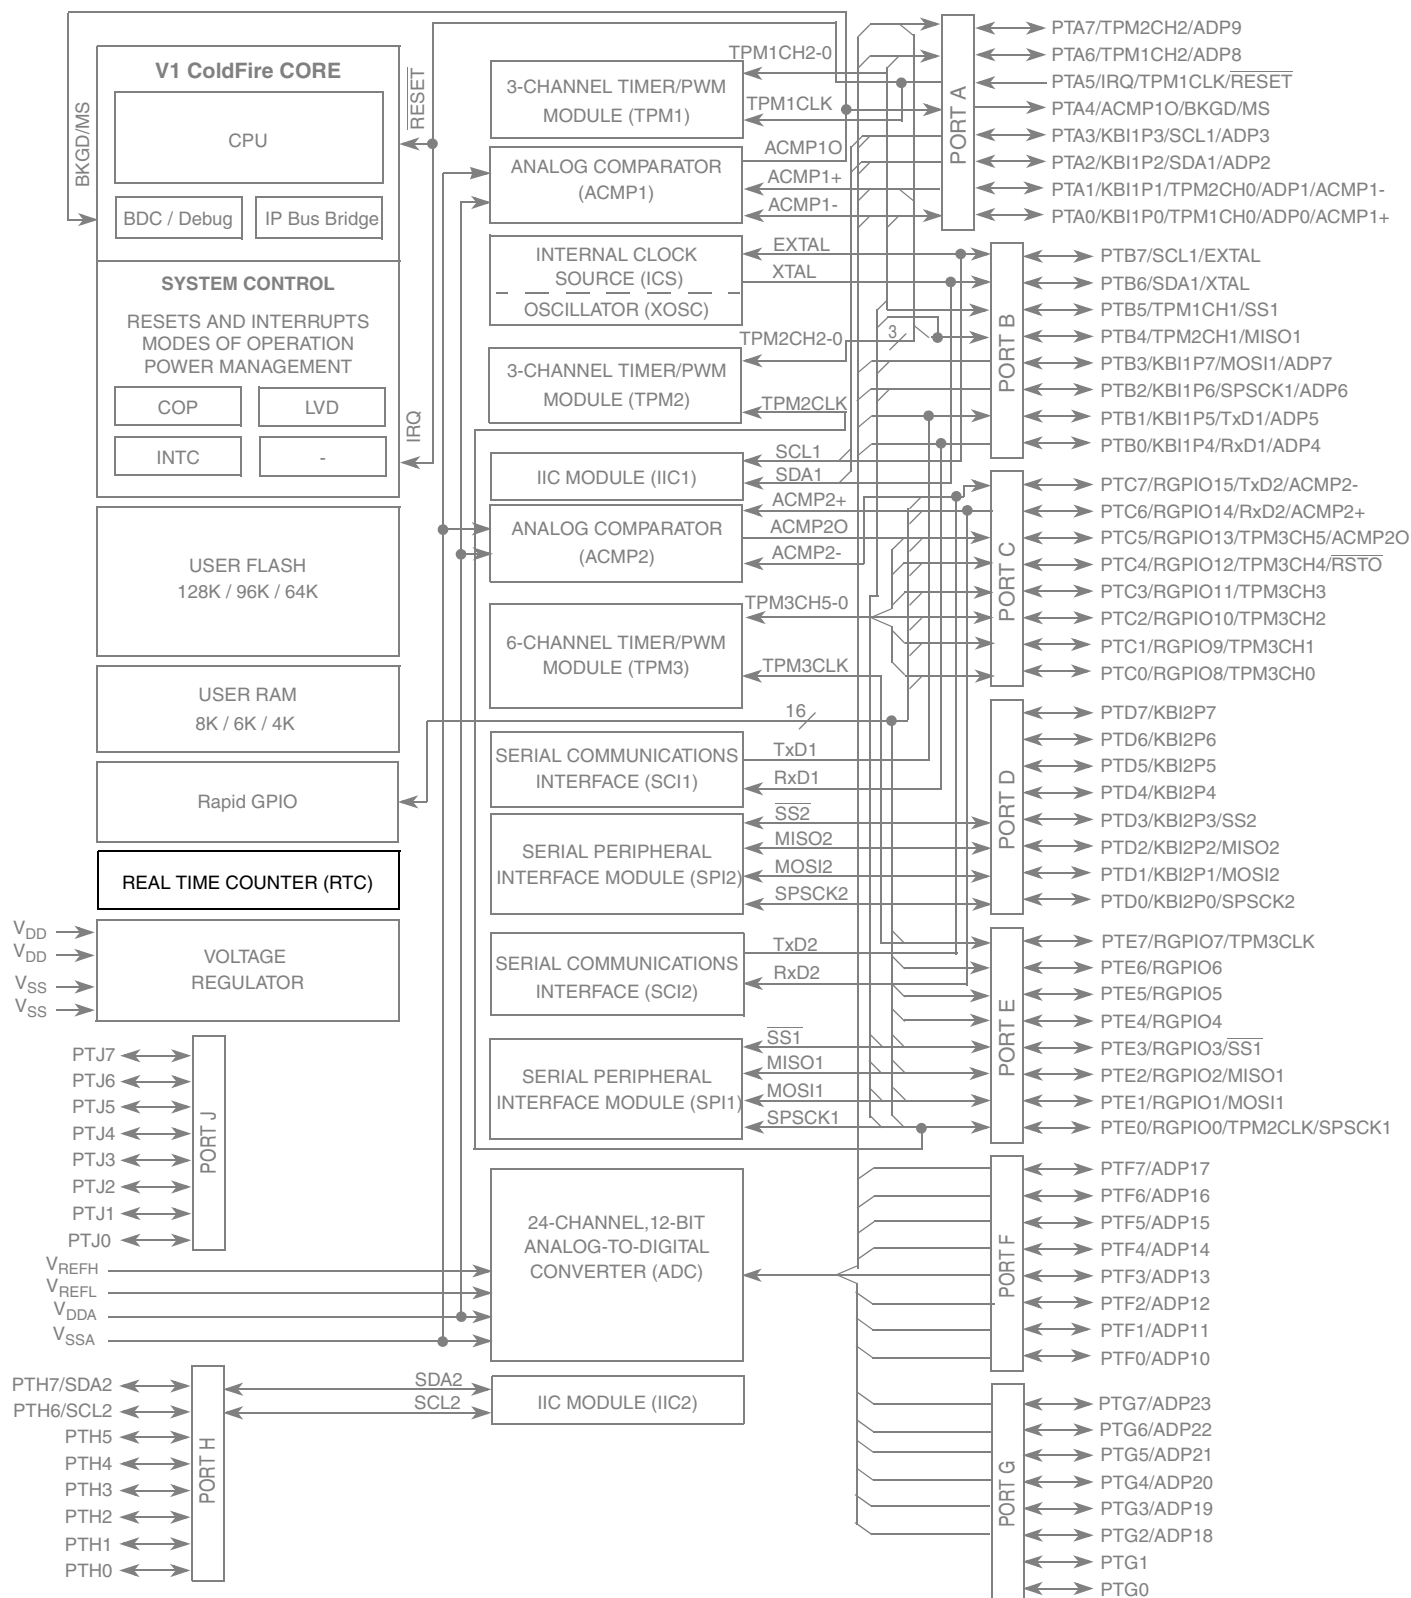 V1 ColdFire CORE
CPU
BDC / Debug
IP Bus Bridge
BKGD/MS
RESET
SYSTEM CONTROL
RESETS AND INTERRUPTS
MODES OF OPERATION
POWER MANAGEMENT
COP
LVD
INTC
-
IRQ
USER FLASH
128K / 96K / 64K
USER RAM
8K / 6K / 4K
Rapid GPIO
REAL TIME COUNTER (RTC)
VDD
VDD
VSS
VSS
VOLTAGE
REGULATOR
PTJ7
PTJ6
PTJ5
PTJ4
PTJ3
PTJ2
PTJ1
PTJ0
PORT J
VREFH
VREFL
VDDA
VSSA
PTH7/SDA2
PTH6/SCL2
PTH5
PTH4
PTH3
PTH2
PTH1
PTH0
PORT H
3-CHANNEL TIMER/PWM
MODULE (TPM1)
TPM1CH2-0
TPM1CLK
ANALOG COMPARATOR
(ACMP1)
ACMP1O
ACMP1+
ACMP1-
INTERNAL CLOCK
SOURCE (ICS)
OSCILLATOR (XOSC)
EXTAL
XTAL
3-CHANNEL TIMER/PWM
MODULE (TPM2)
TPM2CH2-0
3
TPM2CLK
IIC MODULE (IIC1)
SCL1
SDA1
ANALOG COMPARATOR
(ACMP2)
ACMP2+
ACMP2O
ACMP2-
6-CHANNEL TIMER/PWM
MODULE (TPM3)
TPM3CH5-0
TPM3CLK
16
SERIAL COMMUNICATIONS
INTERFACE (SCI1)
TxD1
RxD1
SERIAL PERIPHERAL
INTERFACE MODULE (SPI2)
SS2
MISO2
MOSI2
SPSCK2
SERIAL COMMUNICATIONS
INTERFACE (SCI2)
TxD2
RxD2
SERIAL PERIPHERAL
INTERFACE MODULE (SPI1)
SS1
MISO1
MOSI1
SPSCK1
24-CHANNEL,12-BIT
ANALOG-TO-DIGITAL
CONVERTER (ADC)
SDA2
SCL2
IIC MODULE (IIC2)
PORT A
PTA7/TPM2CH2/ADP9
PTA6/TPM1CH2/ADP8
PTA5/IRQ/TPM1CLK/RESET
PTA4/ACMP1O/BKGD/MS
PTA3/KBI1P3/SCL1/ADP3
PTA2/KBI1P2/SDA1/ADP2
PTA1/KBI1P1/TPM2CH0/ADP1/ACMP1-
PTA0/KBI1P0/TPM1CH0/ADP0/ACMP1+
PORT B
PTB7/SCL1/EXTAL
PTB6/SDA1/XTAL
PTB5/TPM1CH1/SS1
PTB4/TPM2CH1/MISO1
PTB3/KBI1P7/MOSI1/ADP7
PTB2/KBI1P6/SPSCK1/ADP6
PTB1/KBI1P5/TxD1/ADP5
PTB0/KBI1P4/RxD1/ADP4
PORT C
PTC7/RGPIO15/TxD2/ACMP2-
PTC6/RGPIO14/RxD2/ACMP2+
PTC5/RGPIO13/TPM3CH5/ACMP2O
PTC4/RGPIO12/TPM3CH4/RSTO
PTC3/RGPIO11/TPM3CH3
PTC2/RGPIO10/TPM3CH2
PTC1/RGPIO9/TPM3CH1
PTC0/RGPIO8/TPM3CH0
PORT D
PTD7/KBI2P7
PTD6/KBI2P6
PTD5/KBI2P5
PTD4/KBI2P4
PTD3/KBI2P3/SS2
PTD2/KBI2P2/MISO2
PTD1/KBI2P1/MOSI2
PTD0/KBI2P0/SPSCK2
PORT E
PTE7/RGPIO7/TPM3CLK
PTE6/RGPIO6
PTE5/RGPIO5
PTE4/RGPIO4
PTE3/RGPIO3/SS1
PTE2/RGPIO2/MISO1
PTE1/RGPIO1/MOSI1
PTE0/RGPIO0/TPM2CLK/SPSCK1
PORT F
PTF7/ADP17
PTF6/ADP16
PTF5/ADP15
PTF4/ADP14
PTF3/ADP13
PTF2/ADP12
PTF1/ADP11
PTF0/ADP10
PORT G
PTG7/ADP23
PTG6/ADP22
PTG5/ADP21
PTG4/ADP20
PTG3/ADP19
PTG2/ADP18
PTG1
PTG0